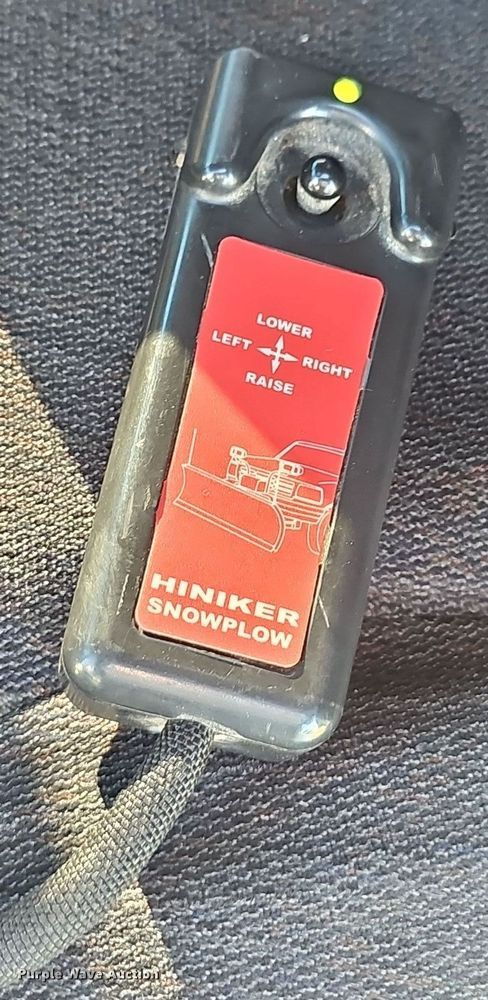 LOWER
LEFT RIGHT
RAISE
HINIKER
SNOWPLOW
Purple Wave Auction